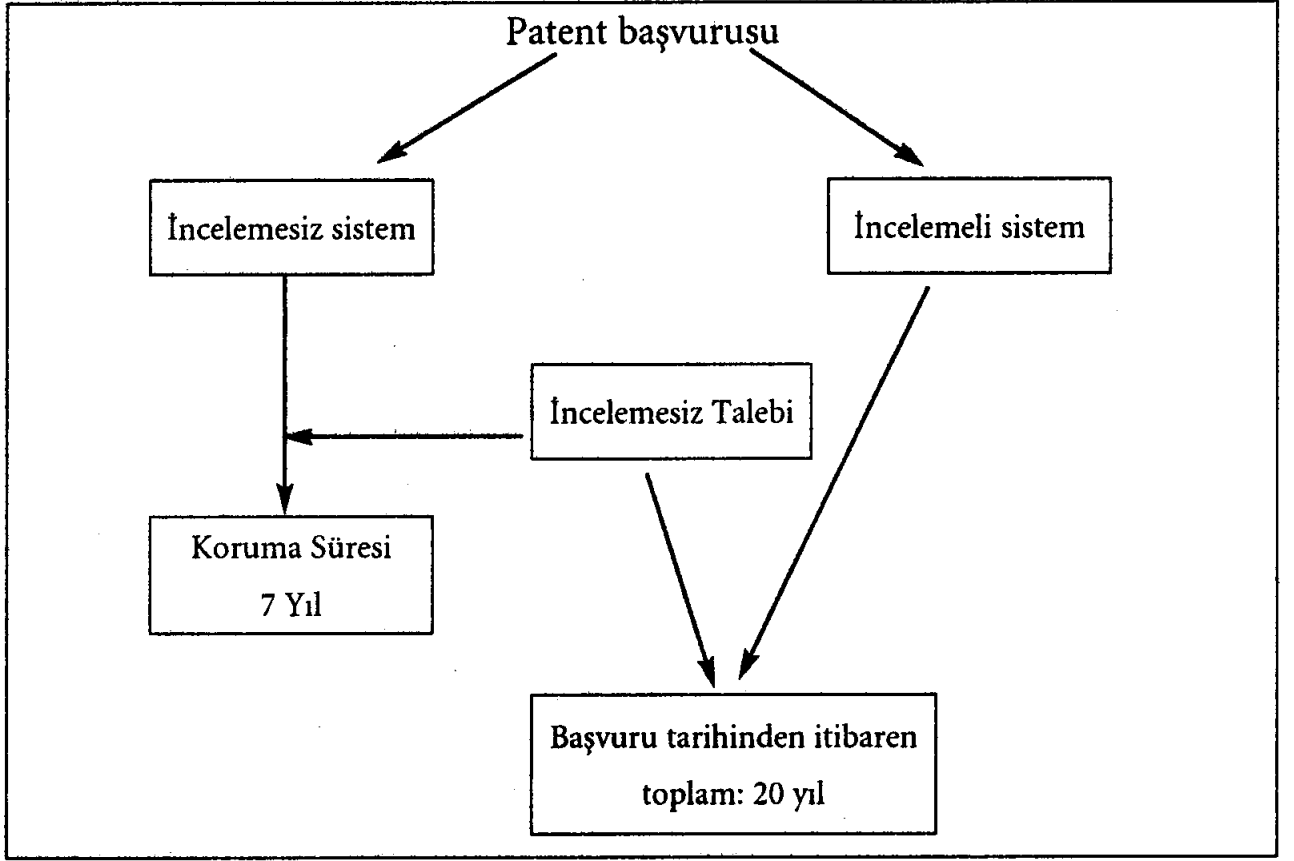 Patent başvurusu
İncelemesiz sistem
İncelemeli sistem
İncelemesiz Talebi
Koruma Süresi
7 Yıl
Başvuru tarihinden itibaren
toplam: 20 yıl